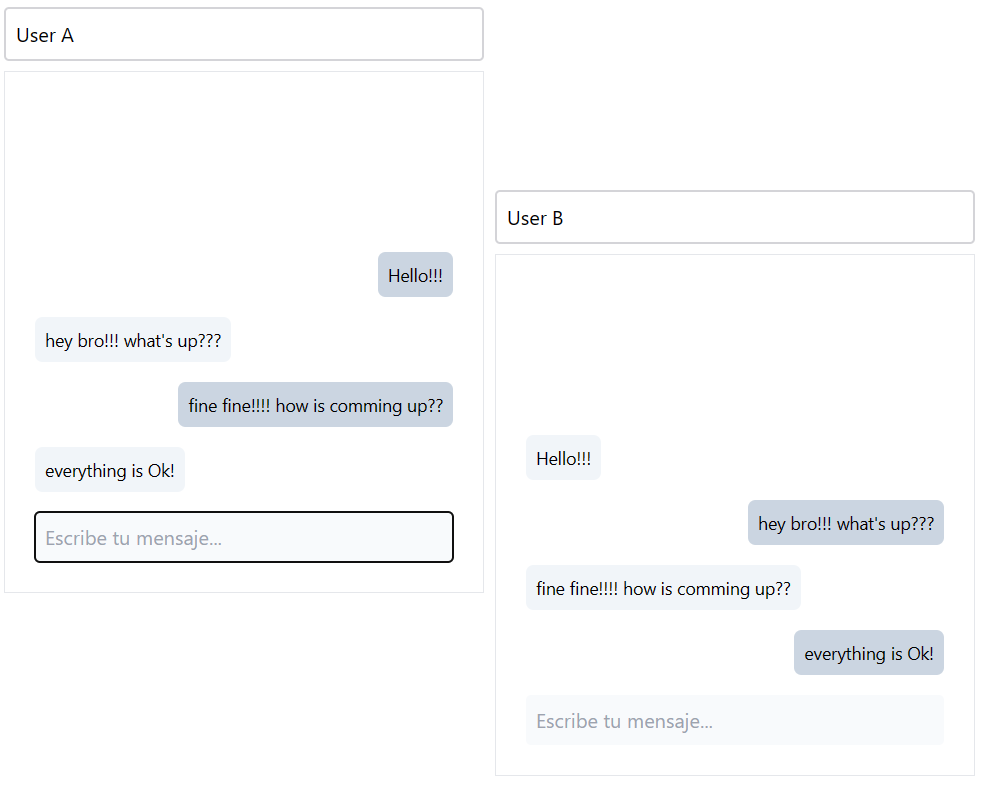 User A
Hello!!!
hey bro!!! what's up???
fine fine!!!! how is comming up??
everything is Ok!
Escribe tu mensaje...
User B
Hello!!!
hey bro!!! what's up???
fine fine!!!! how is comming up??
everything is Ok!
Escribe tu mensaje...